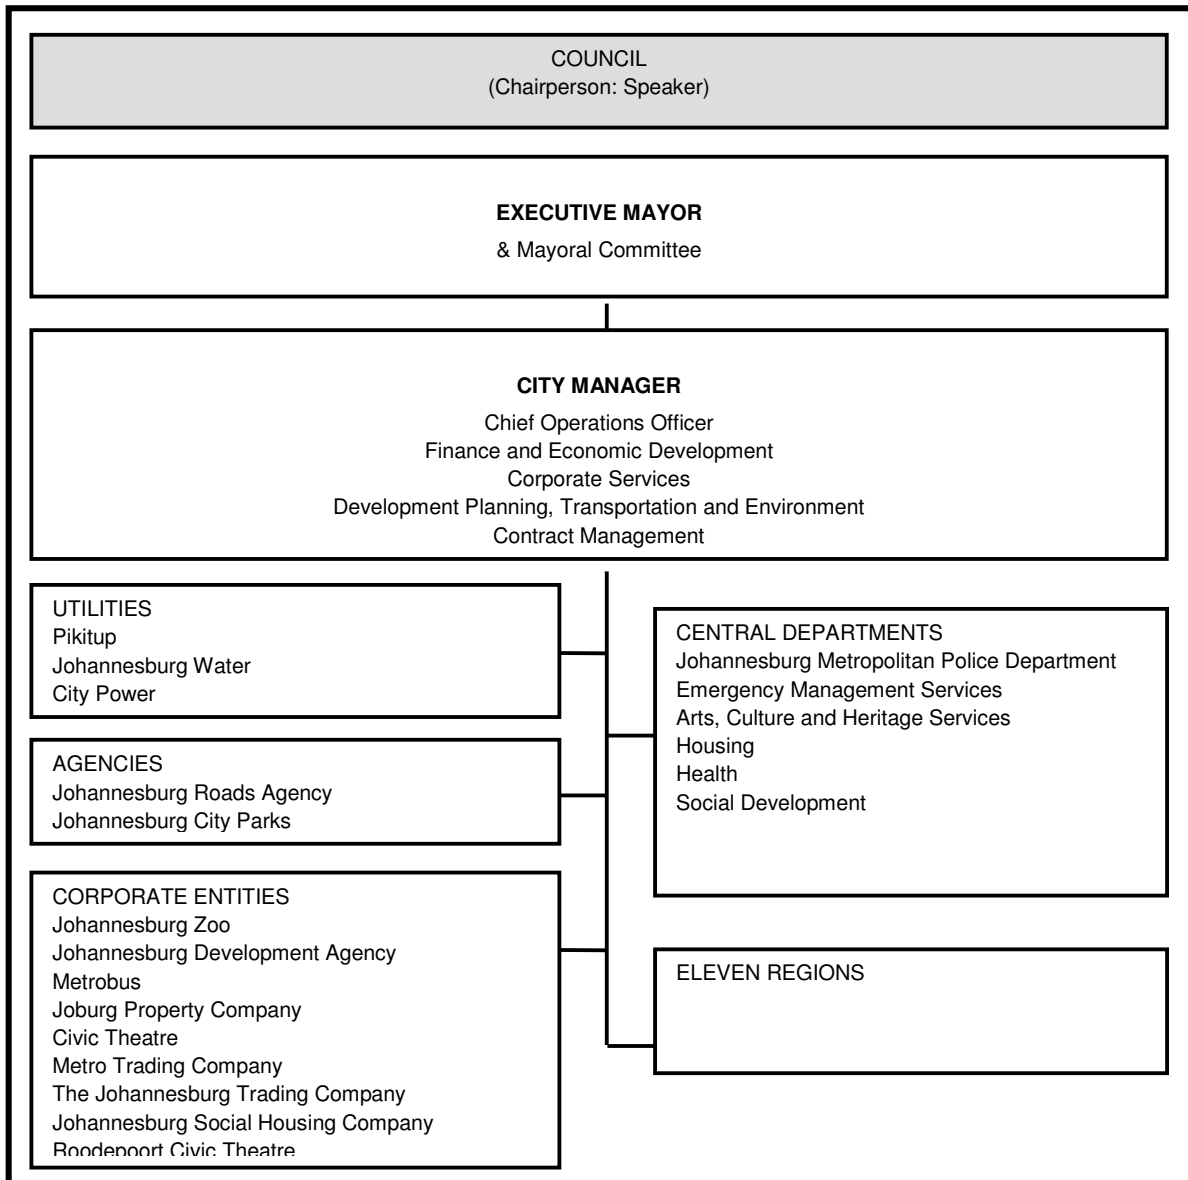 COUNCIL
(Chairperson: Speaker)
EXECUTIVE MAYOR
& Mayoral Committee
CITY MANAGER
Chief Operations Officer
Finance and Economic Development
Corporate Services
Development Planning, Transportation and Environment
Contract Management
UTILITIES
Pikitup
Johannesburg Water
City Power
AGENCIES
Johannesburg Roads Agency
Johannesburg City Parks
CORPORATE ENTITIES
Johannesburg Zoo
Johannesburg Development Agency
Metrobus
Joburg Property Company
Civic Theatre
Metro Trading Company
The Johannesburg Trading Company
Johannesburg Social Housing Company
Roodepoort Civic Theatre
CENTRAL DEPARTMENTS
Johannesburg Metropolitan Police Department
Emergency Management Services
Arts, Culture and Heritage Services
Housing
Health
Social Development
ELEVEN REGIONS